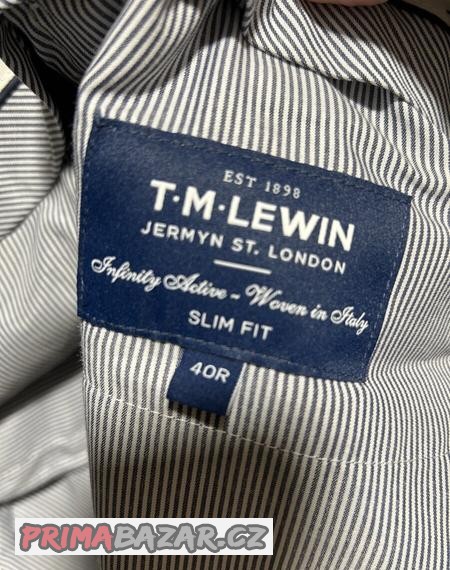 EST 1898
T·M·LEWIN
JERMYN ST. LONDON
Infinity Active - Woven in Italy
SLIM FIT
40R
PRIMABAZAR.CZ